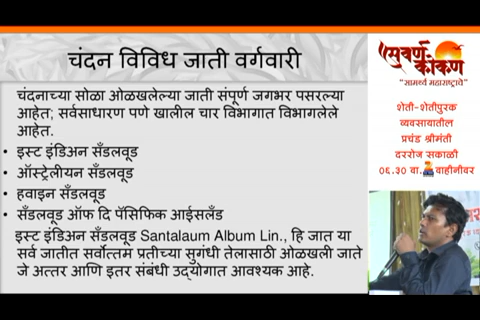 चंदन विविध जाती वर्गवारी
चंदनाच्या सोळा ओळखलेल्या जाती संपूर्ण जगभर पसरल्या
आहेत; सर्वसाधारण पणे खालील चार विभागात विभागलेले
आहेत.
• इस्ट इंडिअन सँडलवूड
• ऑस्ट्रेलीयन सँडलवूड
• हवाइन सँडलवूड
• सँडलवूड ऑफ दि पॅसिफिक आईसलँड
इस्ट इंडिअन सँडलवूड Santalaum Album Lin., हि जात या
सर्व जातीत सर्वोत्तम प्रतीच्या सुगंधी तेलासाठी ओळखली जाते
जे अत्तर आणि इतर संबंधी उद्योगात आवश्यक आहे.
सुवर्ण
कोकण
"सामर्थ्य महाराष्ट्राचे"
शेती-शेतीपुरक
व्यवसायातील
प्रचंड श्रीमंती
दररोज सकाळी
०६.३० वा. वाहीनीवर